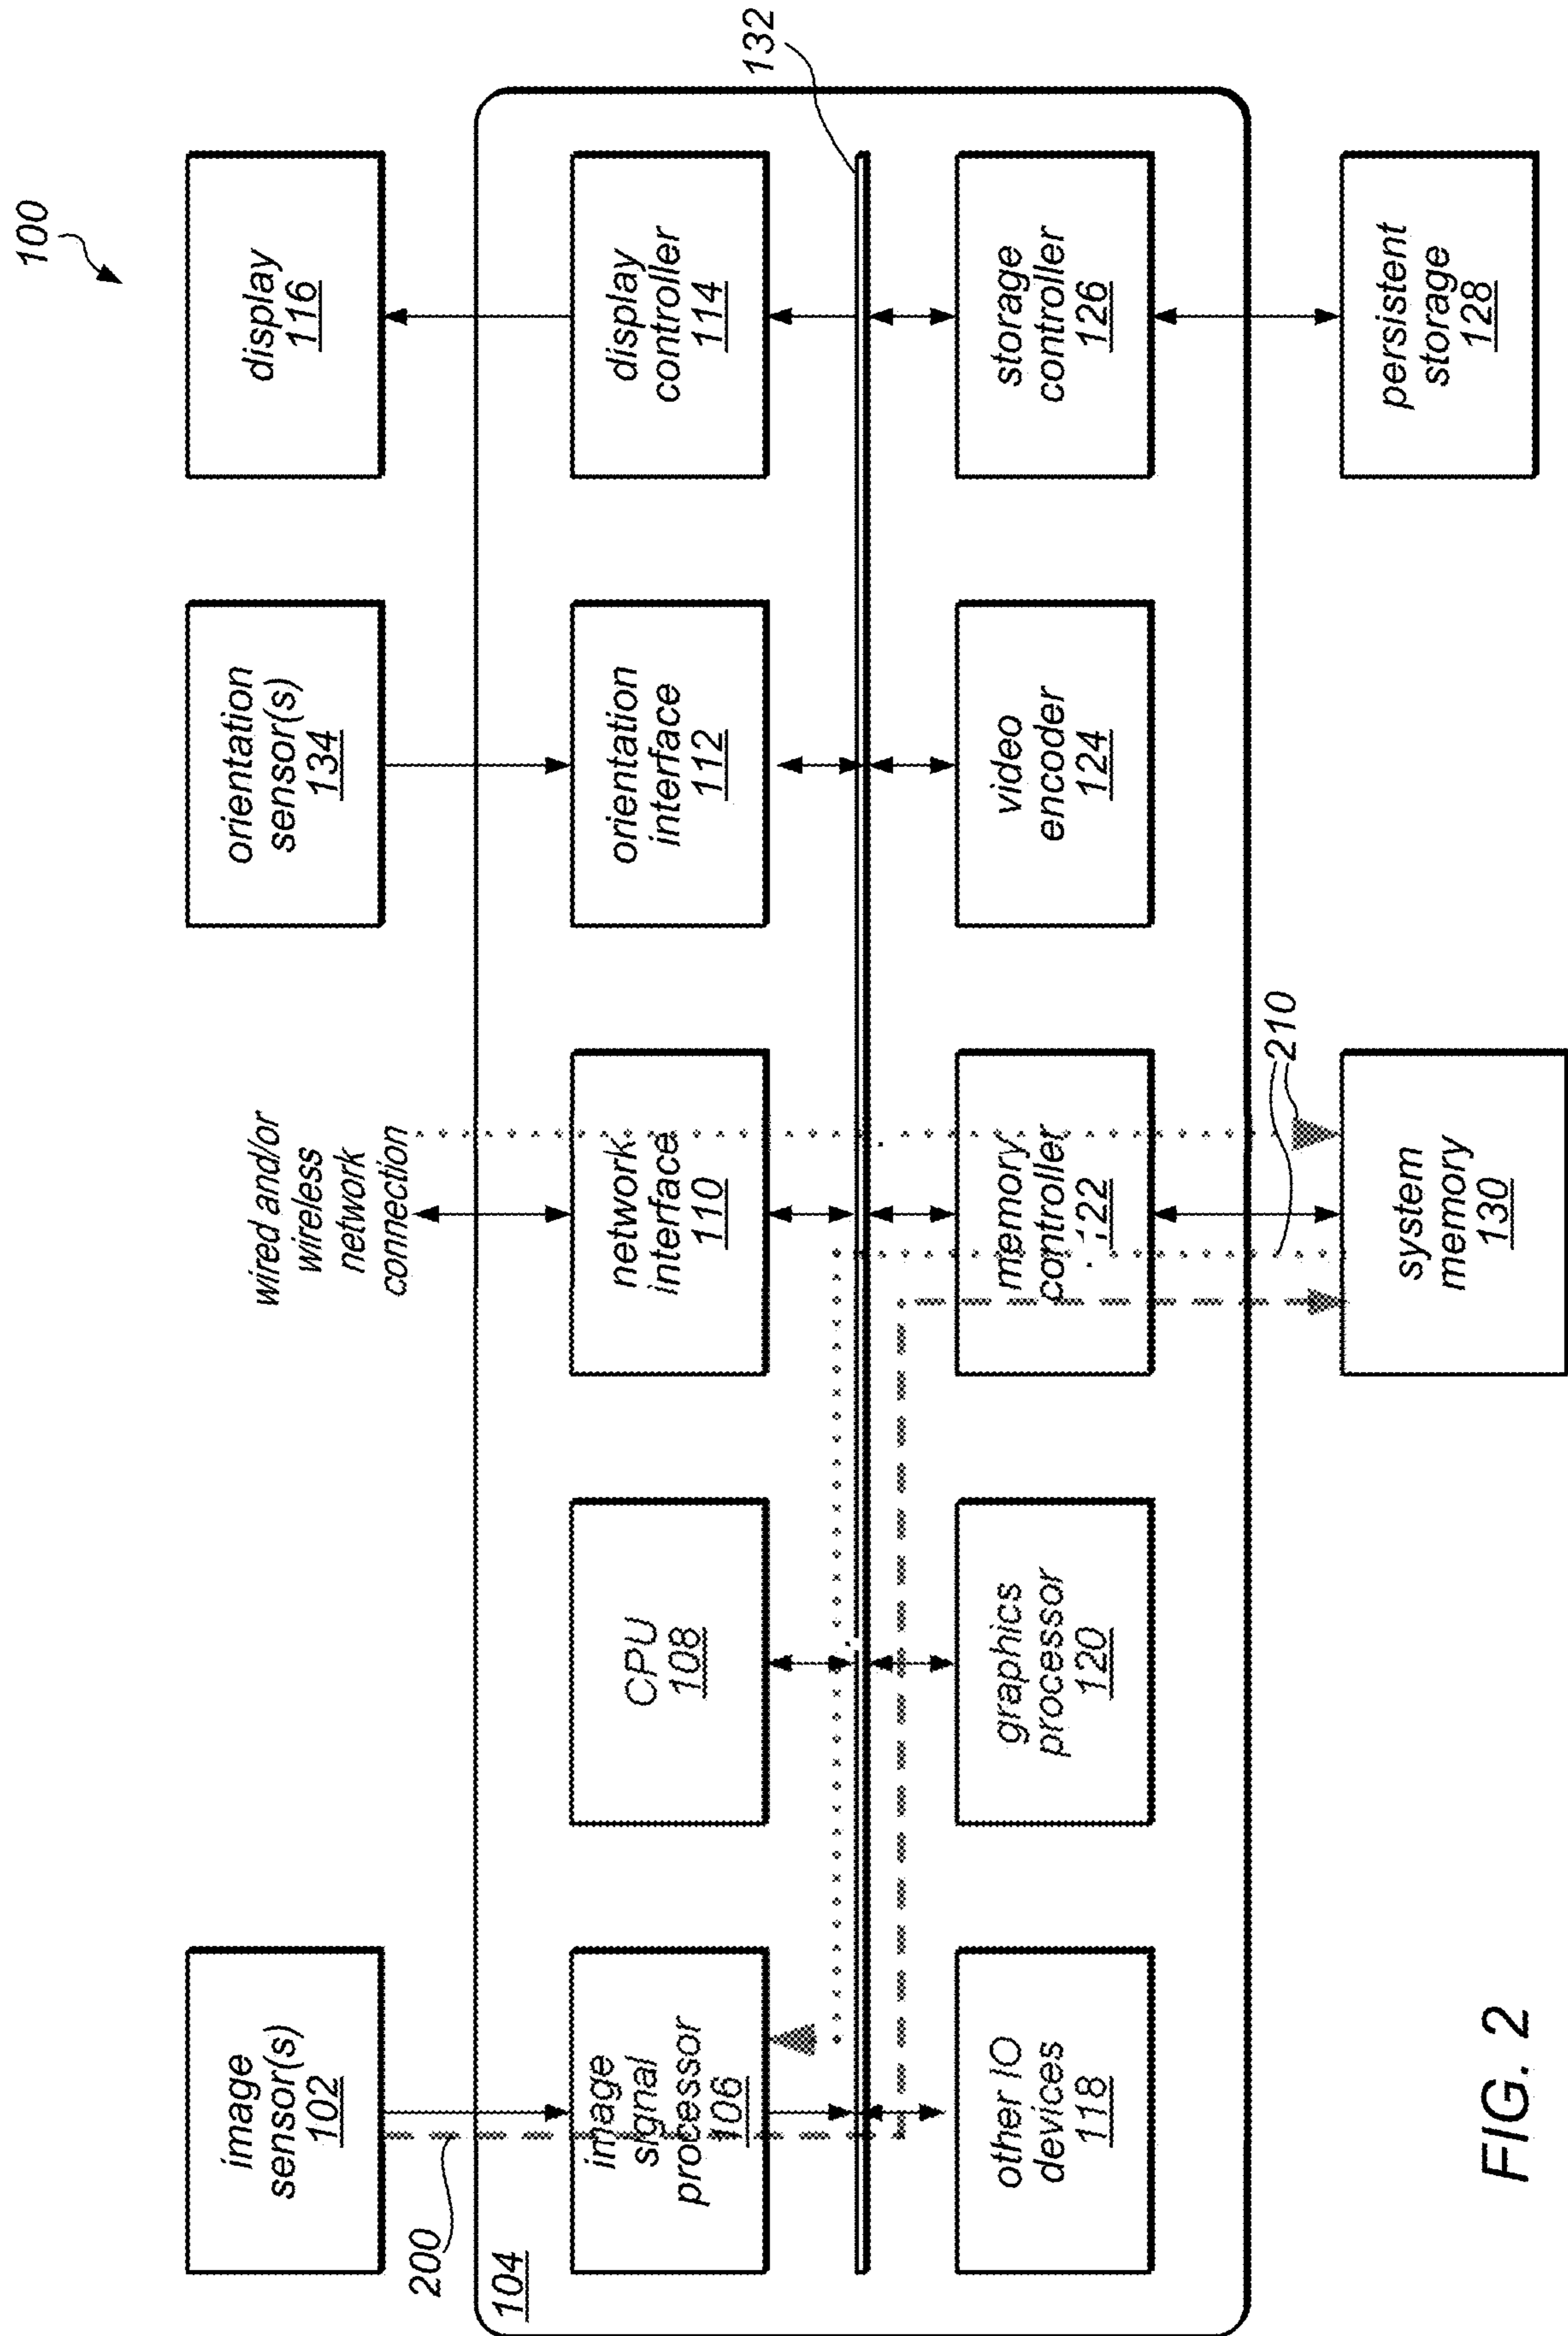 100
132
image
sensor(s)
102
wired and/or
wireless
network
connection
orientation
sensor(s)
134
display
116
200
104
image
signal
processor
106
CPU
108
network
interface
110
orientation
interface
112
display
controller
114
other IO
devices
118
graphics
processor
120
memory
controller
122
video
encoder
124
storage
controller
126
210
system
memory
130
persistent
storage
128
FIG. 2